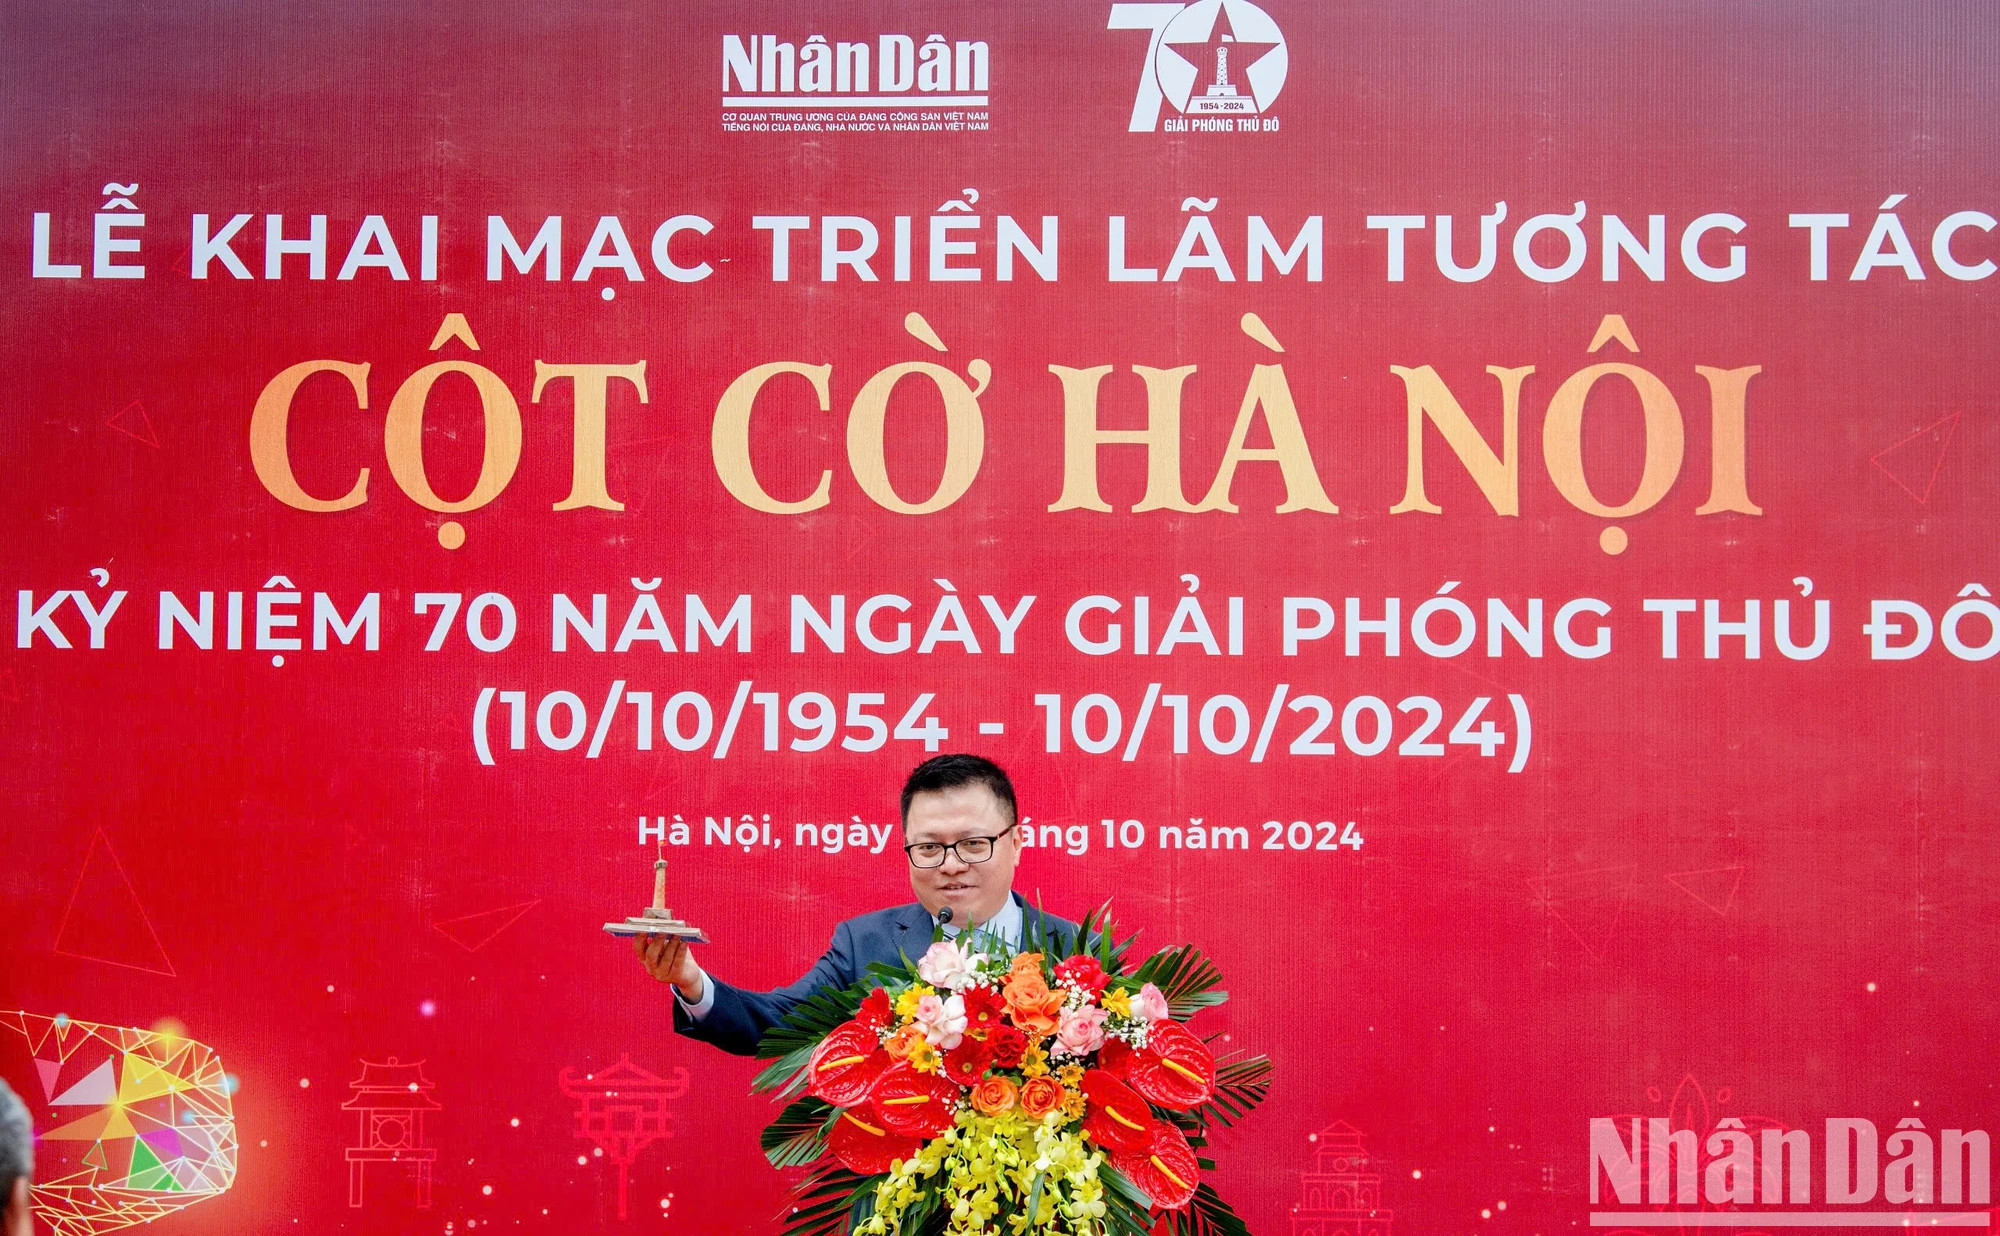 Nhân Dân
CƠ QUAN TRUNG ƯƠNG CỦA ĐẢNG CỘNG SẢN VIỆT NAM
TIẾNG NÓI CỦA ĐẢNG, NHÀ NƯỚC VÀ NHÂN DÂN VIỆT NAM
70
1954-2024
GIẢI PHÓNG THỦ ĐÔ
LỄ KHAI MẠC TRIỂN LÃM TƯƠNG TÁC
CỘT CỜ HÀ NỘI
KỶ NIỆM 70 NĂM NGÀY GIẢI PHÓNG THỦ ĐÔ
(10/10/1954 - 10/10/2024)
Hà Nội, ngày áng 10 năm 2024
Nhân Dân